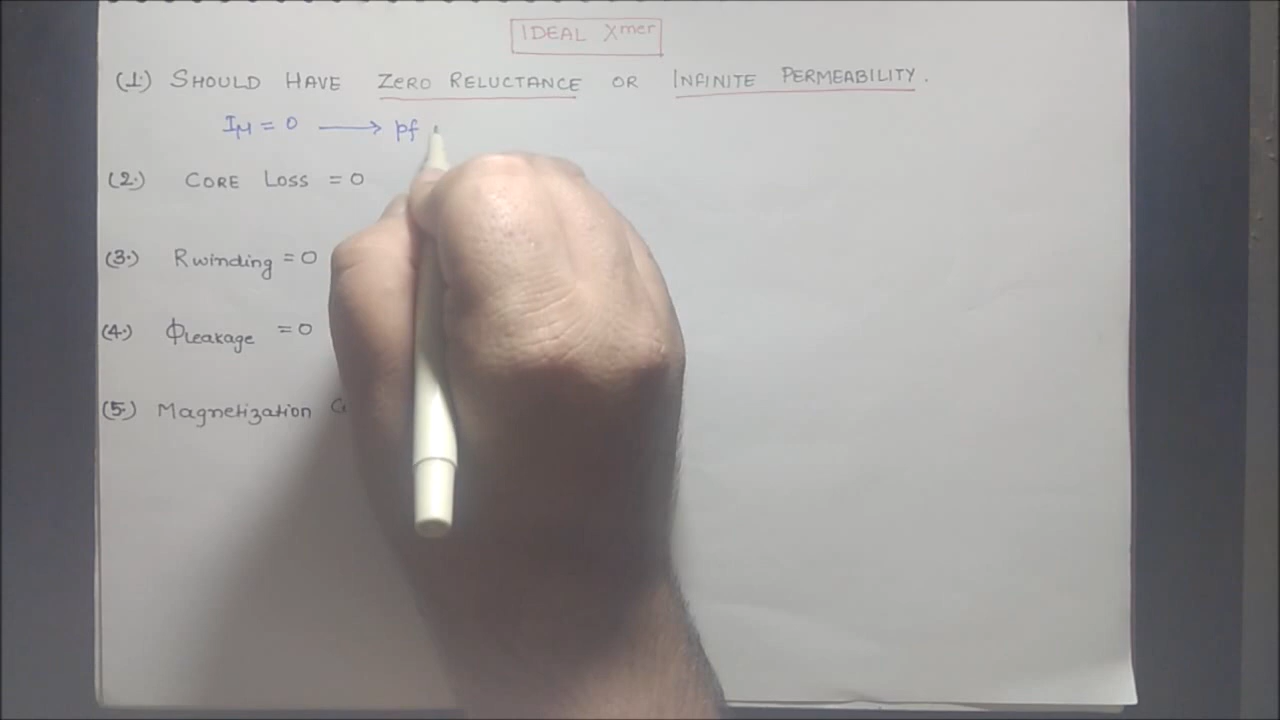 IDEAL Xmer
(1.) SHOULD HAVE ZERO RELUCTANCE OR INFINITE PERMEABILITY.
IM = 0 ⟶ pf
(2.) CORE LOSS = 0
(3.) Rwinding = 0
(4.) ΦLeakage = 0
(5.) Magnetization